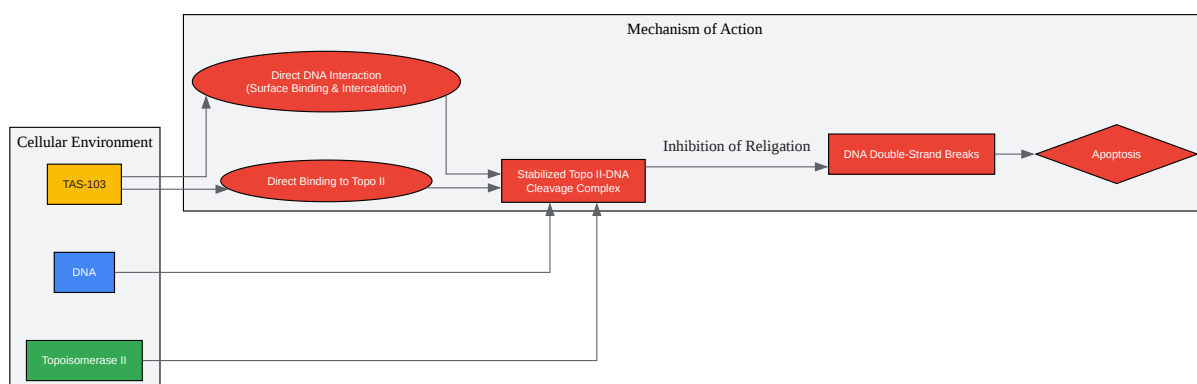 Mechanism of Action
Direct DNA Interaction
(Surface Binding & Intercalation)
Cellular Environment
TAS-103
Direct Binding to Topo II
Stabilized Topo II-DNA
Cleavage Complex
Inhibition of Religation
DNA Double-Strand Breaks
Apoptosis
DNA
Topoisomerase II